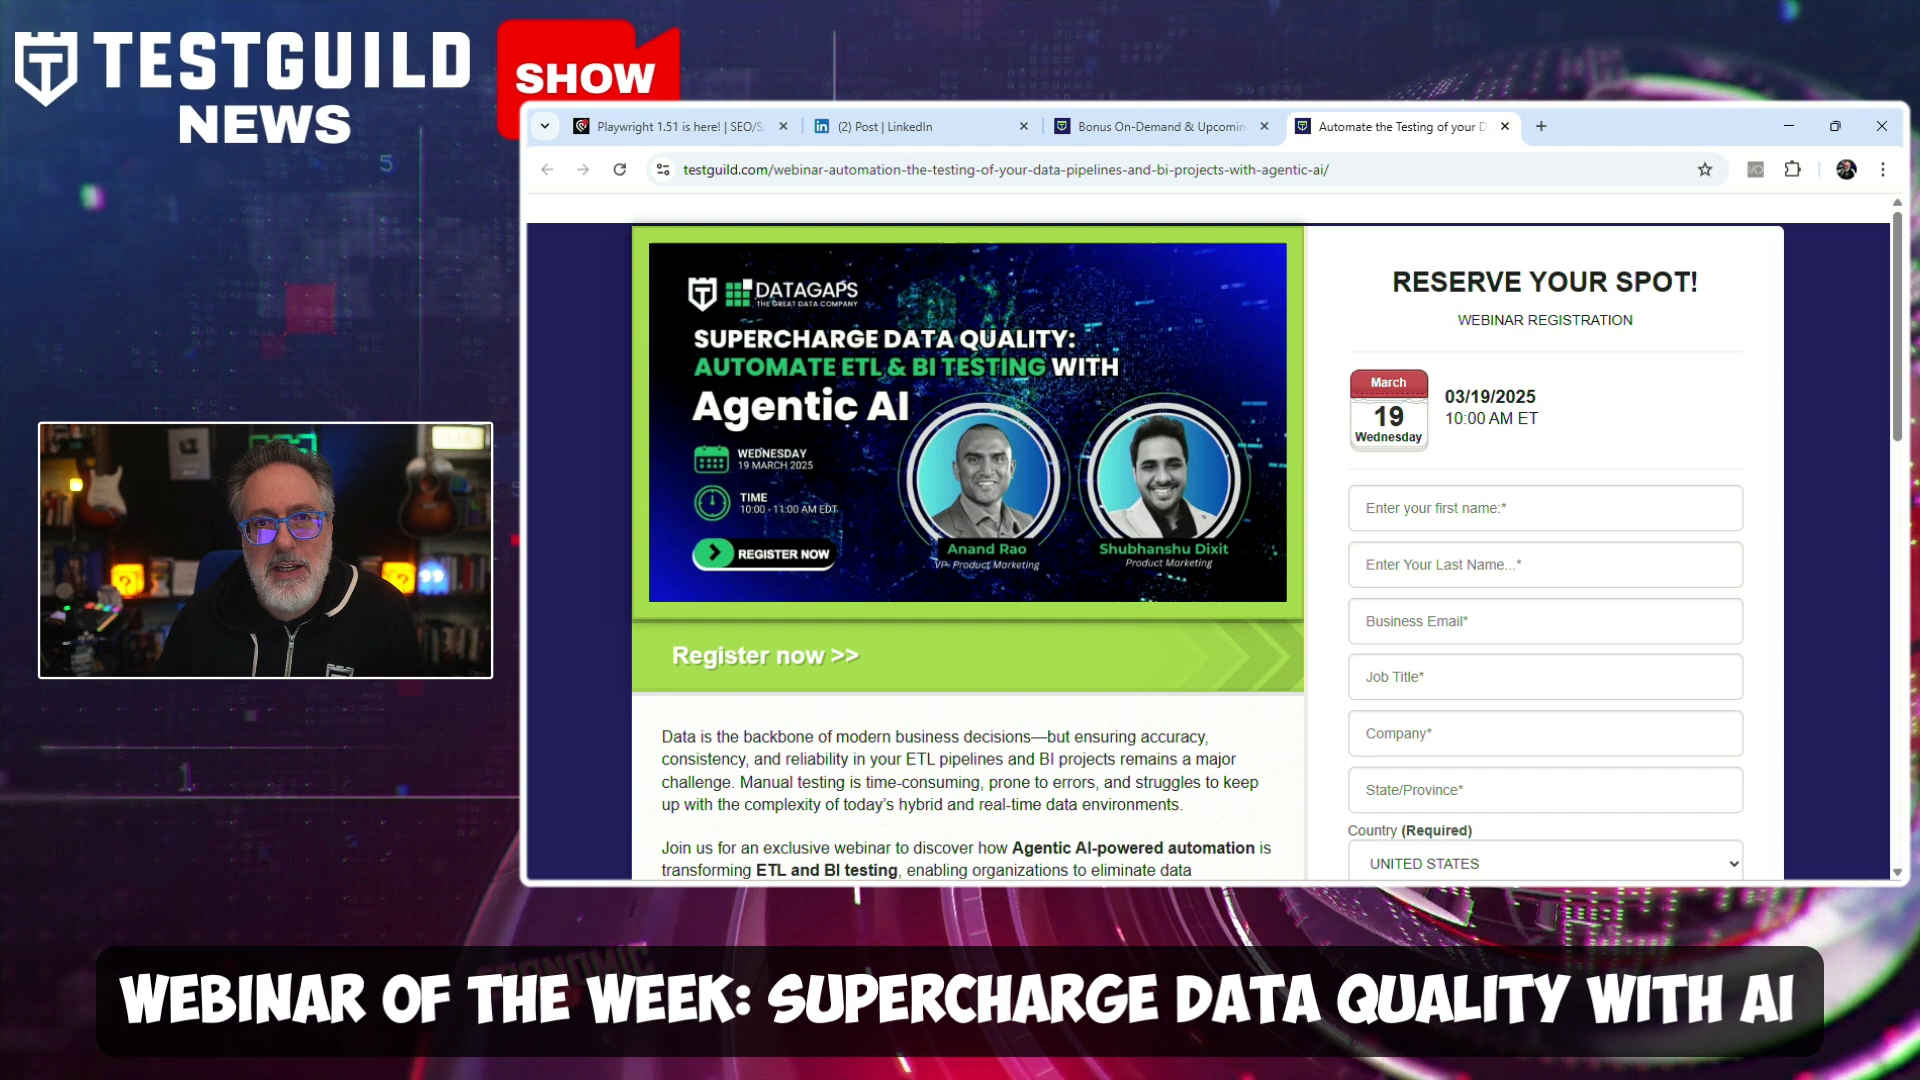 TESTGUILD
NEWS
SHOW
Playwright 1.51 is here! | SEO/S
(2) Post | LinkedIn
Bonus On-Demand & Upcomin
Automate the Testing of your D
testguild.com/webinar-automation-the-testing-of-your-data-pipelines-and-bi-projects-with-agentic-ai/
DATAGAPS
THE GREAT DATA COMPANY
SUPERCHARGE DATA QUALITY:
AUTOMATE ETL & BI TESTING WITH
Agentic AI
WEDNESDAY
19 MARCH 2025
TIME
10:00 - 11:00 AM EDT
REGISTER NOW
Anand Rao
VP- Product Marketing
Shubhanshu Dixit
Product Marketing
Register now >>
Data is the backbone of modern business decisions—but ensuring accuracy,
consistency, and reliability in your ETL pipelines and BI projects remains a major
challenge. Manual testing is time-consuming, prone to errors, and struggles to keep
up with the complexity of today's hybrid and real-time data environments.
Join us for an exclusive webinar to discover how Agentic AI-powered automation is
transforming ETL and BI testing, enabling organizations to eliminate data
RESERVE YOUR SPOT!
WEBINAR REGISTRATION
March
19
Wednesday
03/19/2025
10:00 AM ET
Enter your first name:*
Enter Your Last Name...*
Business Email*
Job Title*
Company*
State/Province*
Country (Required)
UNITED STATES
WEBINAR OF THE WEEK: SUPERCHARGE DATA QUALITY WITH AI